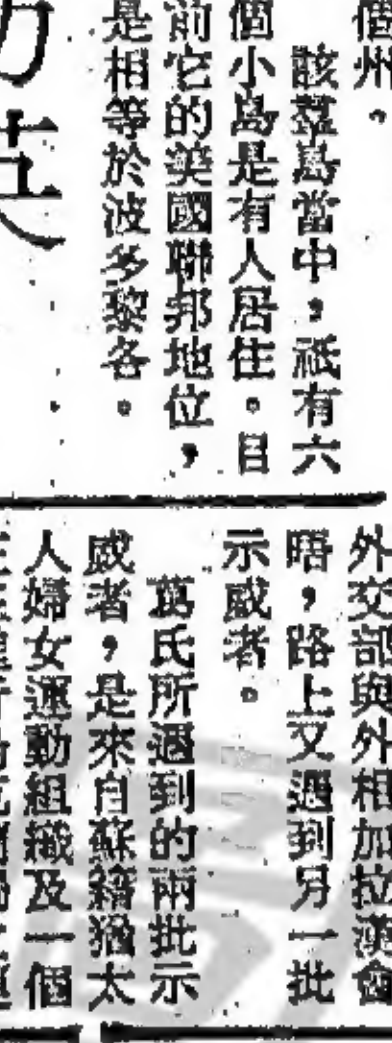 個州。
該羣島當中，祇有六
個小島是有人居住。目
前它的美國聯邦地位，
是相等於波多黎各。
外交部與外相加拉漢會
晤，路上又遇到另一批
示威者。
萬氏所遇到的兩批示
威者，是來自蘇籍猶太
人婦女運動組織及一個